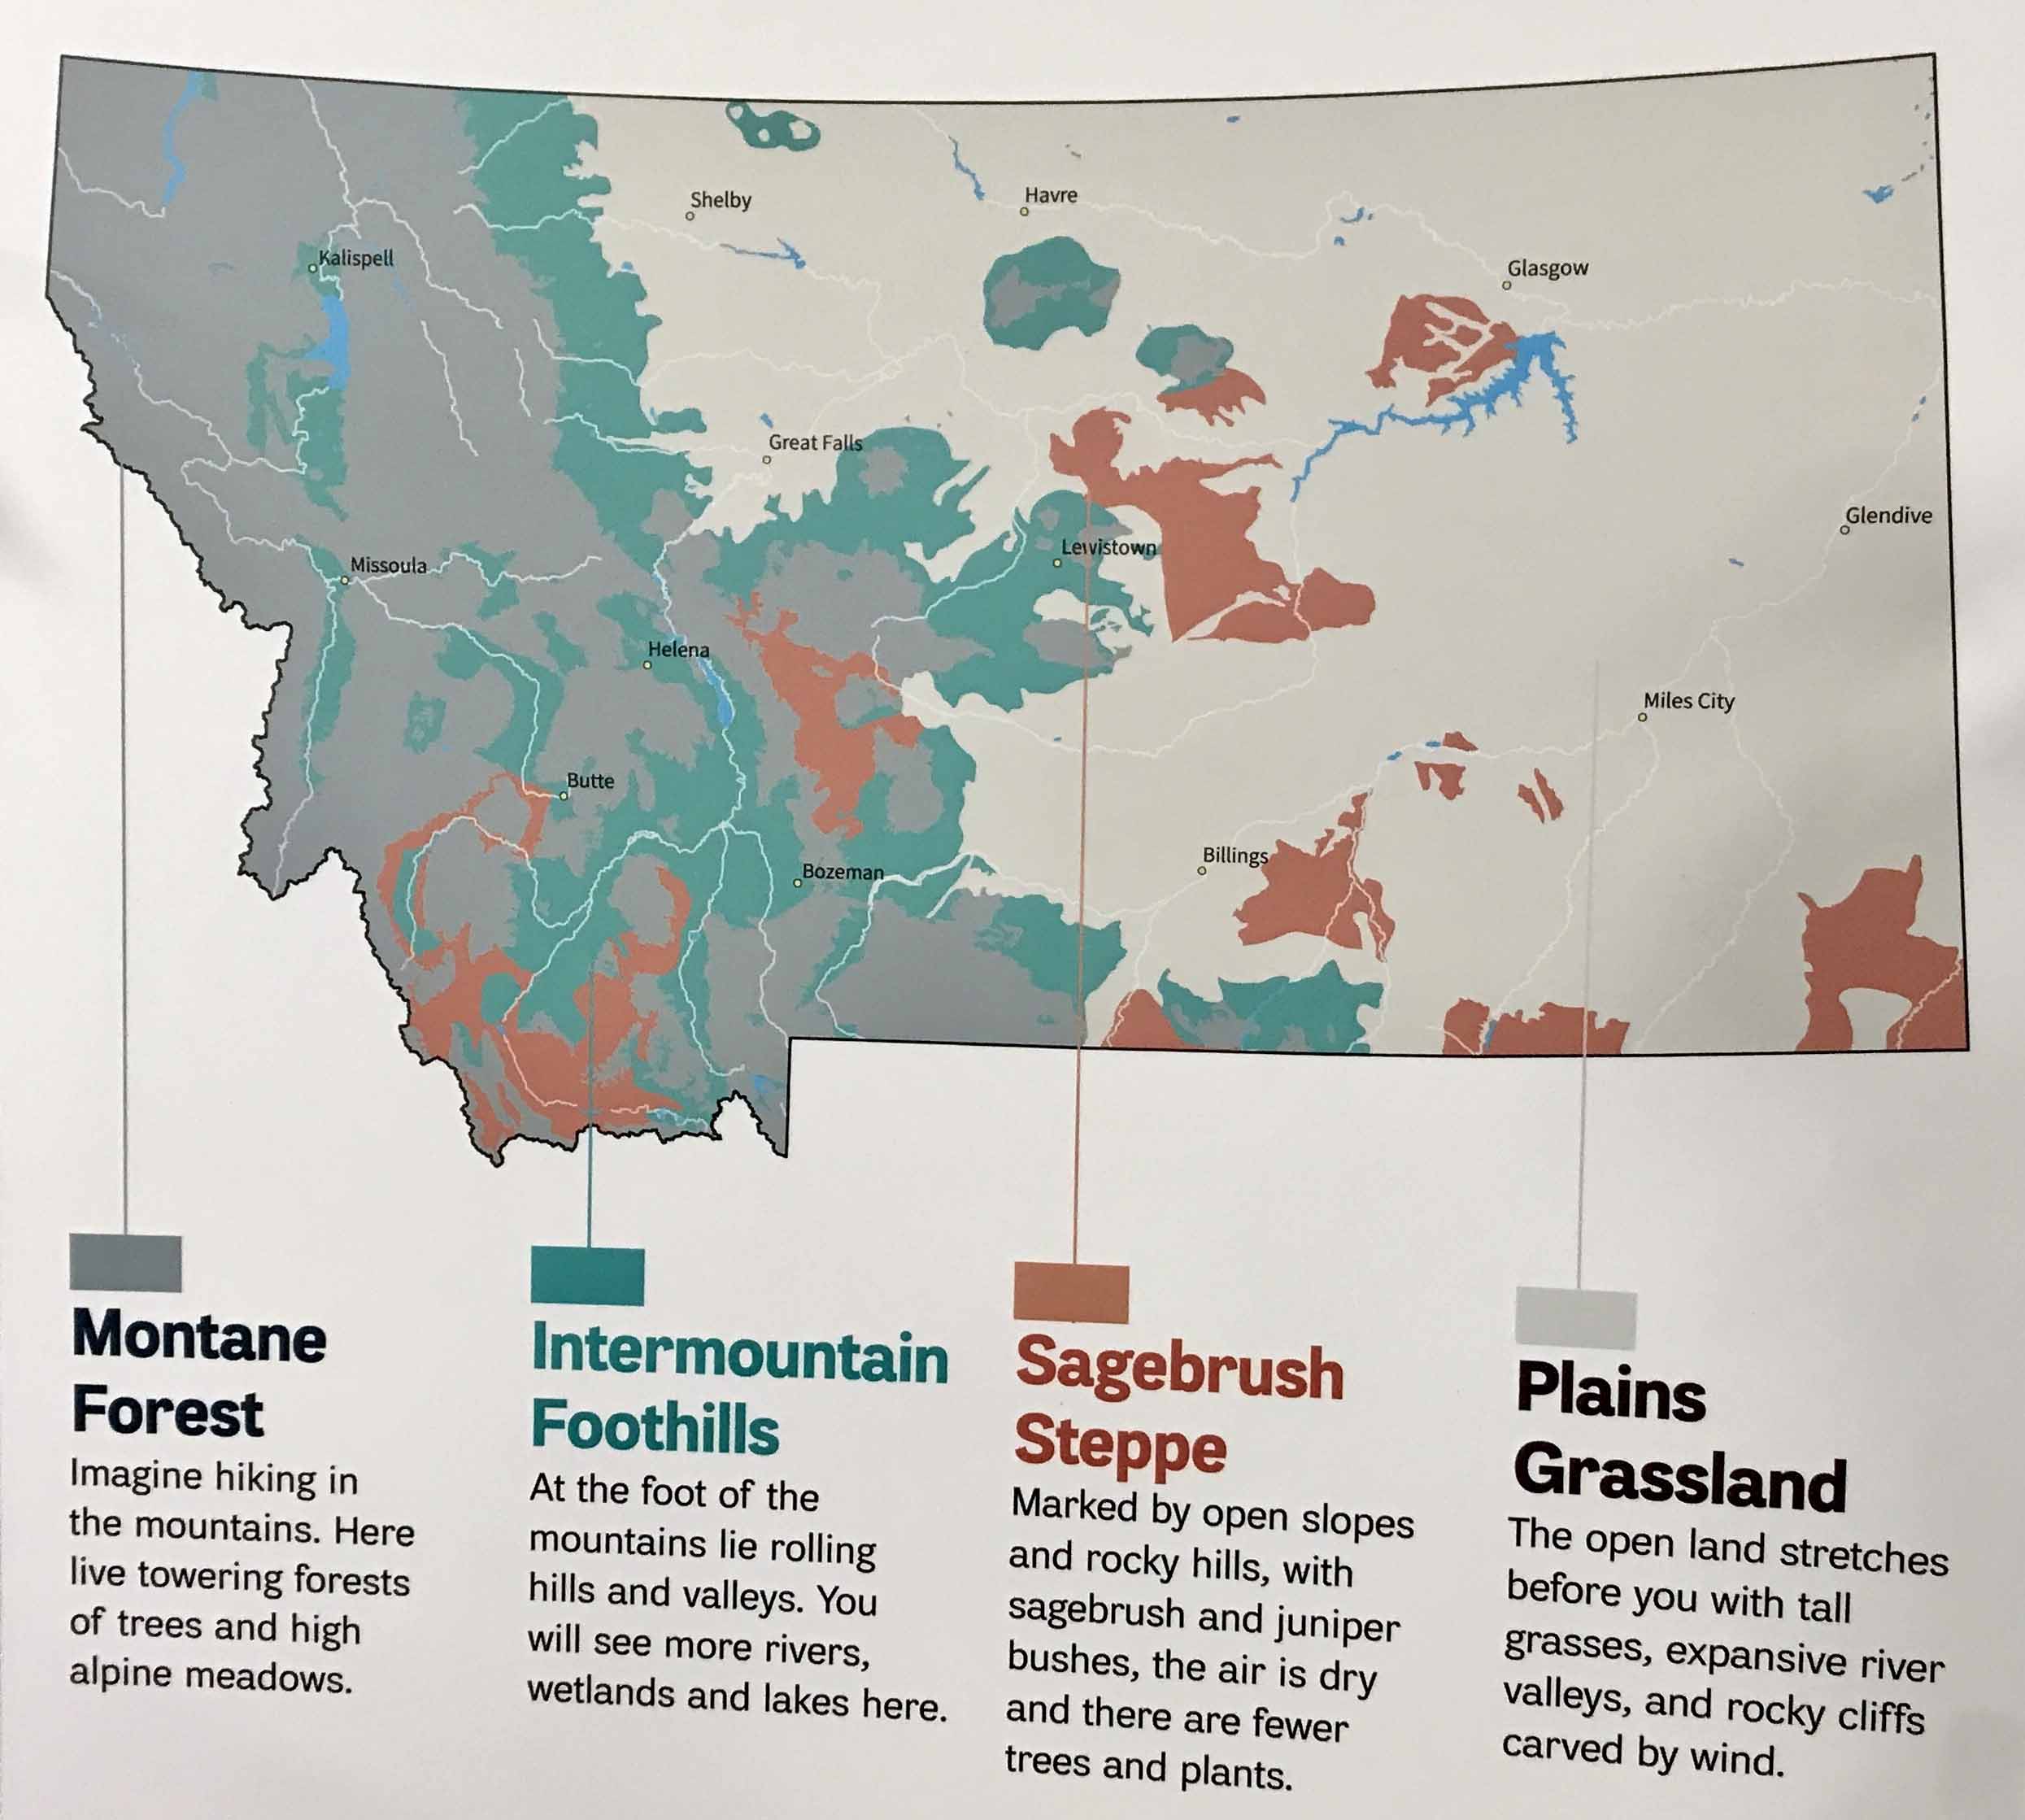 Shelby
Havre
Kalispell
Glasgow
Great Falls
Glendive
Lewistown
Missoula
Helena
Miles City
Butte
Billings
Bozeman
Montane
Forest
Imagine hiking in
the mountains. Here
live towering forests
of trees and high
alpine meadows.
Intermountain
Foothills
At the foot of the
mountains lie rolling
hills and valleys. You
will see more rivers,
wetlands and lakes here.
Sagebrush
Steppe
Marked by open slopes
and rocky hills, with
sagebrush and juniper
bushes, the air is dry
and there are fewer
trees and plants.
Plains
Grassland
The open land stretches
before you with tall
grasses, expansive river
valleys, and rocky cliffs
carved by wind.